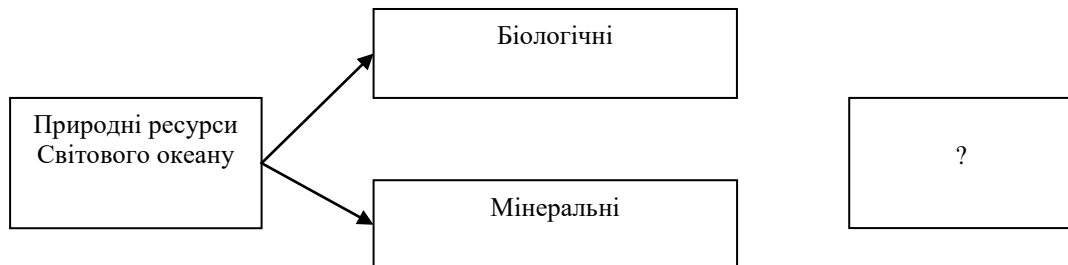 Біологічні
Природні ресурси
Світового океану
?
Мінеральні